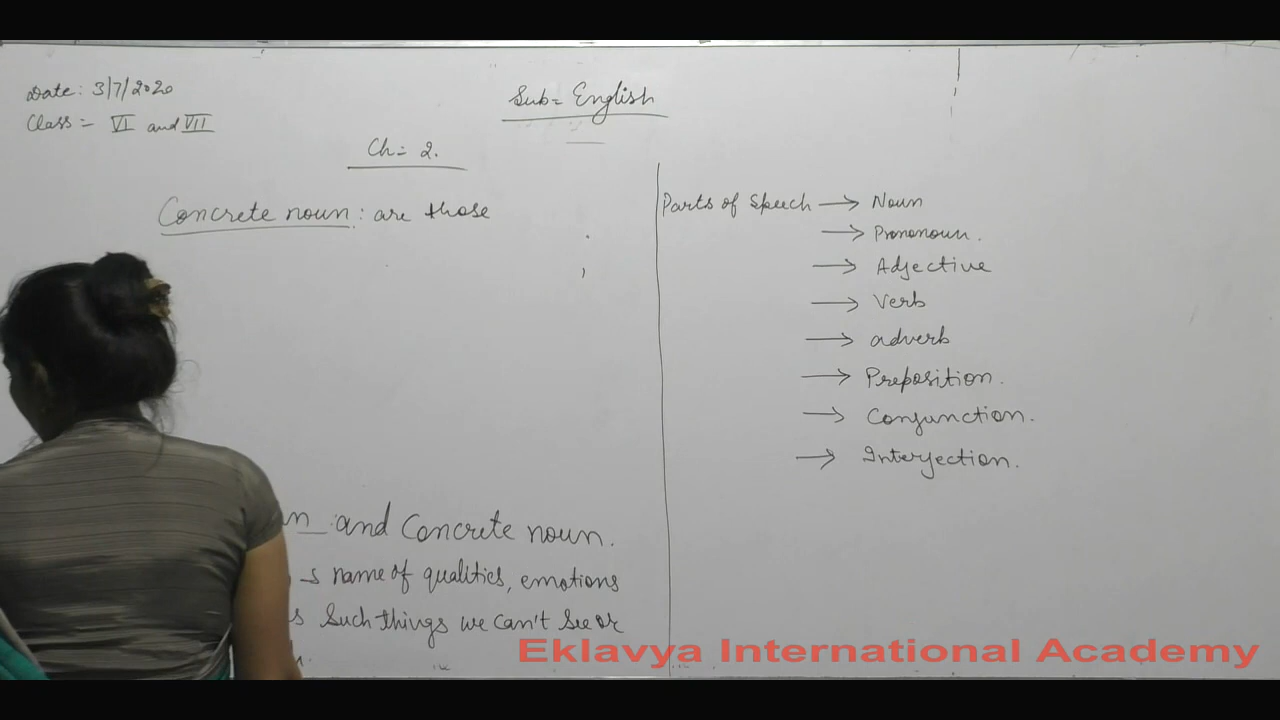 Date: 3/7/2020
Class = VI and VII
Sub = English
Ch = 2.
Concrete noun : are those
and Concrete noun.
name of qualities, emotions
Such things we can't see or
Parts of Speech → Noun
→ Prononoun.
→ Adjective
→ Verb
→ adverb
→ Preposition.
→ Conjunction.
→ Interjection.
Eklavya International Academy